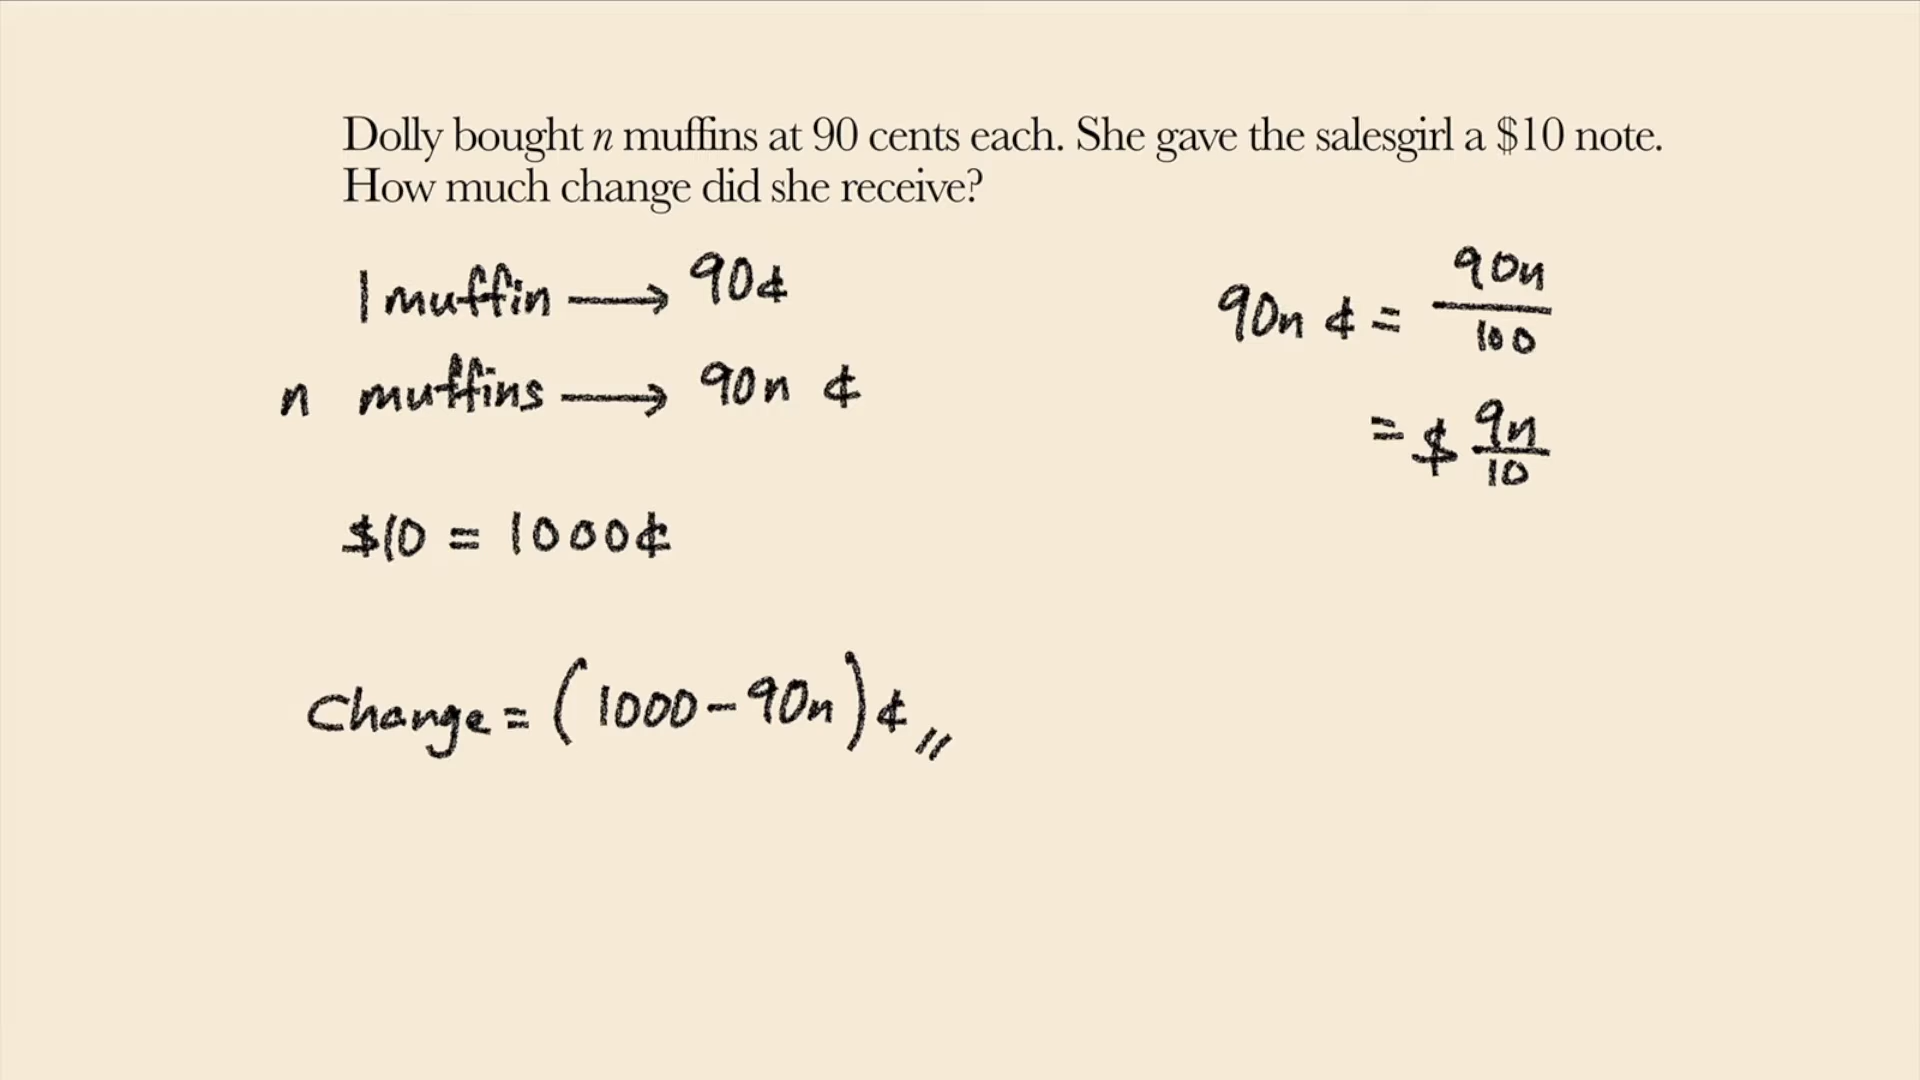 Dolly bought n muffins at 90 cents each. She gave the salesgirl a $10 note.
How much change did she receive?
1 muffin → 90¢
n muffins → 90n ¢
$10 = 1000¢
Change = (1000 - 90n)¢ //
90n ¢ = 90n/100
= $ 9n/10